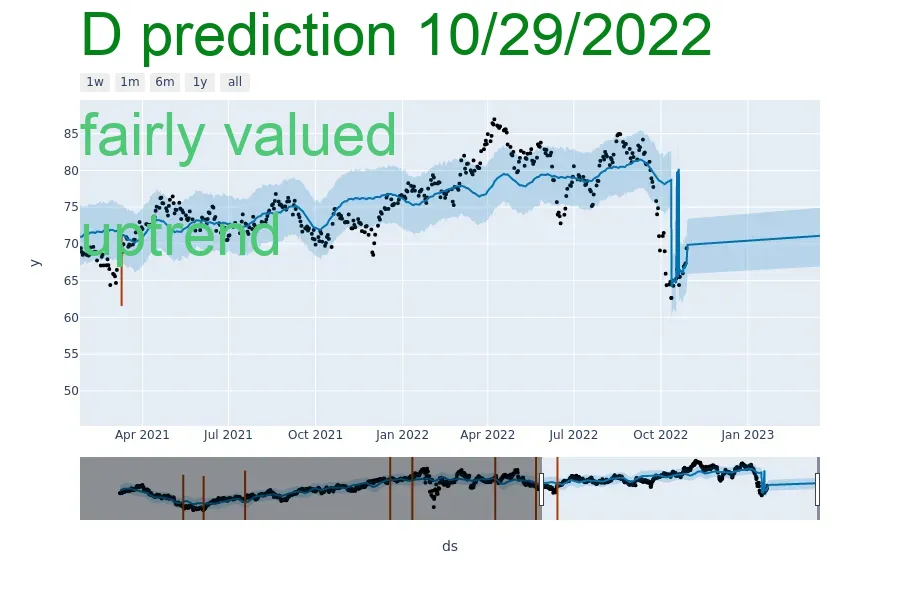 D prediction 10/29/2022
1w 1m 6m 1y all
fairly valued
uptrend
y
85
80
75
70
65
60
55
50
Apr 2021 Jul 2021 Oct 2021 Jan 2022 Apr 2022 Jul 2022 Oct 2022 Jan 2023
ds